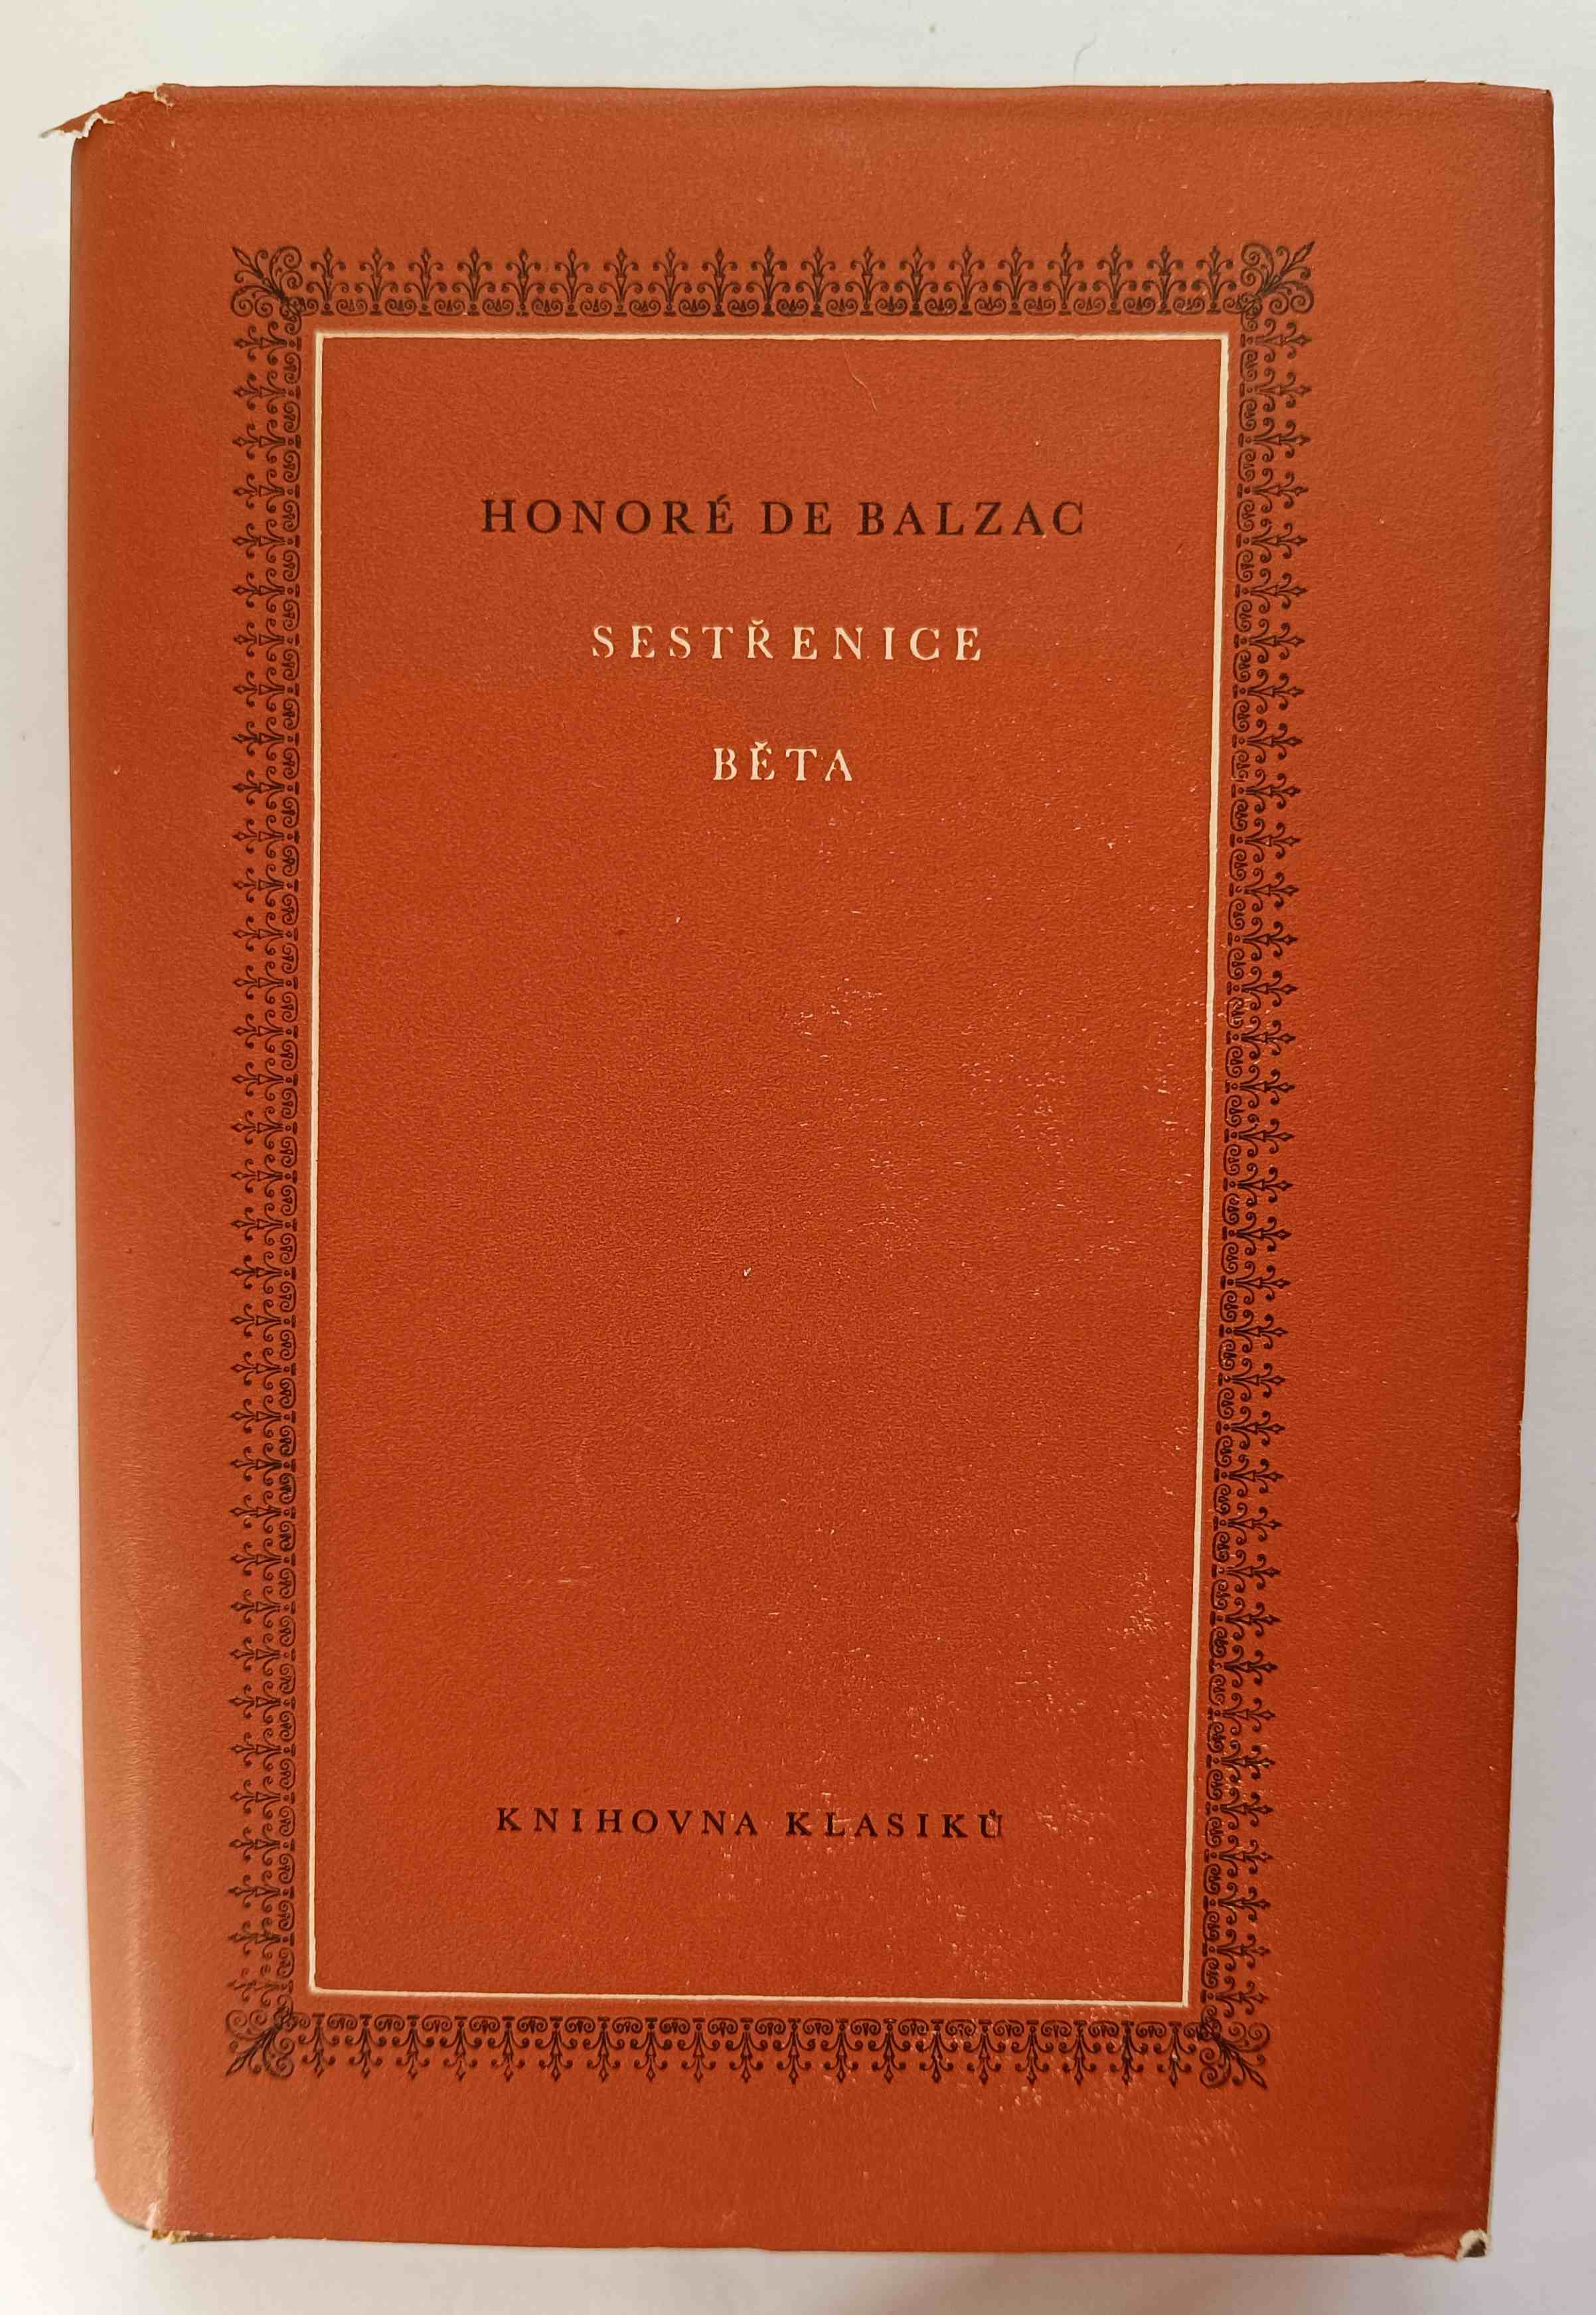 HONORÉ DE BALZAC
SESTŘENICE
BĚTA
KNIHOVNA KLASIKŮ